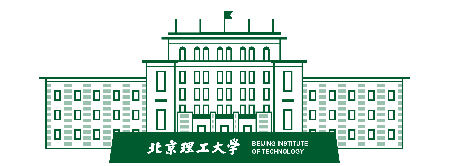 北京理工大学
BEIJING INSTITUTE
OF TECHNOLOGY